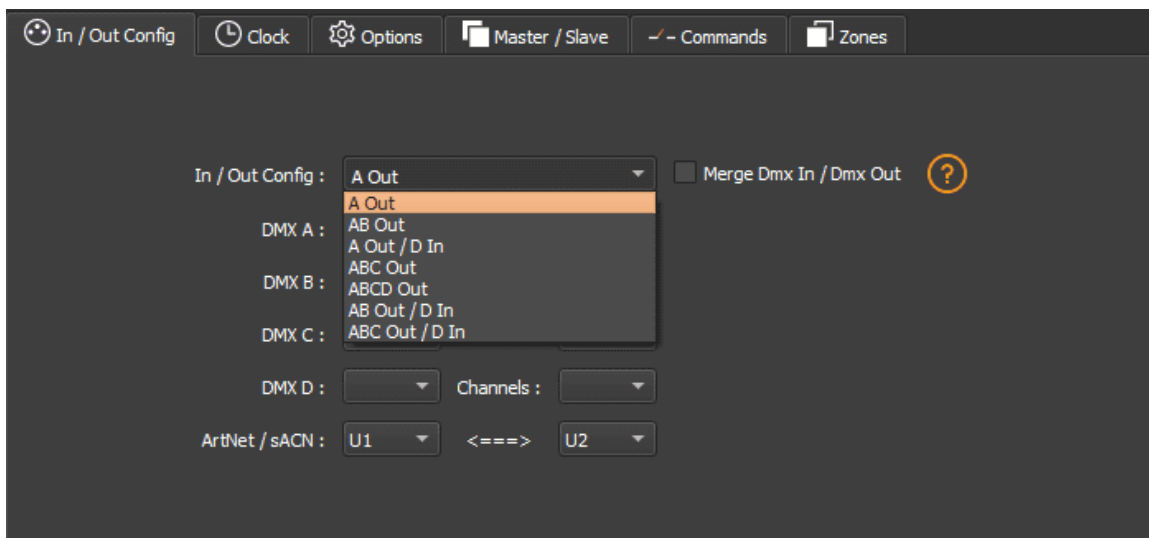 In / Out Config Clock Options Master / Slave Commands Zones
In / Out Config : A Out Merge Dmx In / Dmx Out ?
A Out
DMX A : AB Out
A Out / D In
ABC Out
DMX B : ABCD Out
AB Out / D In
DMX C : ABC Out / D In
DMX D : Channels :
ArtNet / sACN : U1 <===> U2